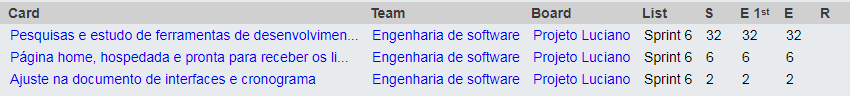 Card Team Board List S E 1st E R
Pesquisas e estudo de ferramentas de desenvolvimen... Engenharia de software Projeto Luciano Sprint 6 32 32 32
Página home, hospedada e pronta para receber os li... Engenharia de software Projeto Luciano Sprint 6 6 6 6
Ajuste na documento de interfaces e cronograma Engenharia de software Projeto Luciano Sprint 6 2 2 2